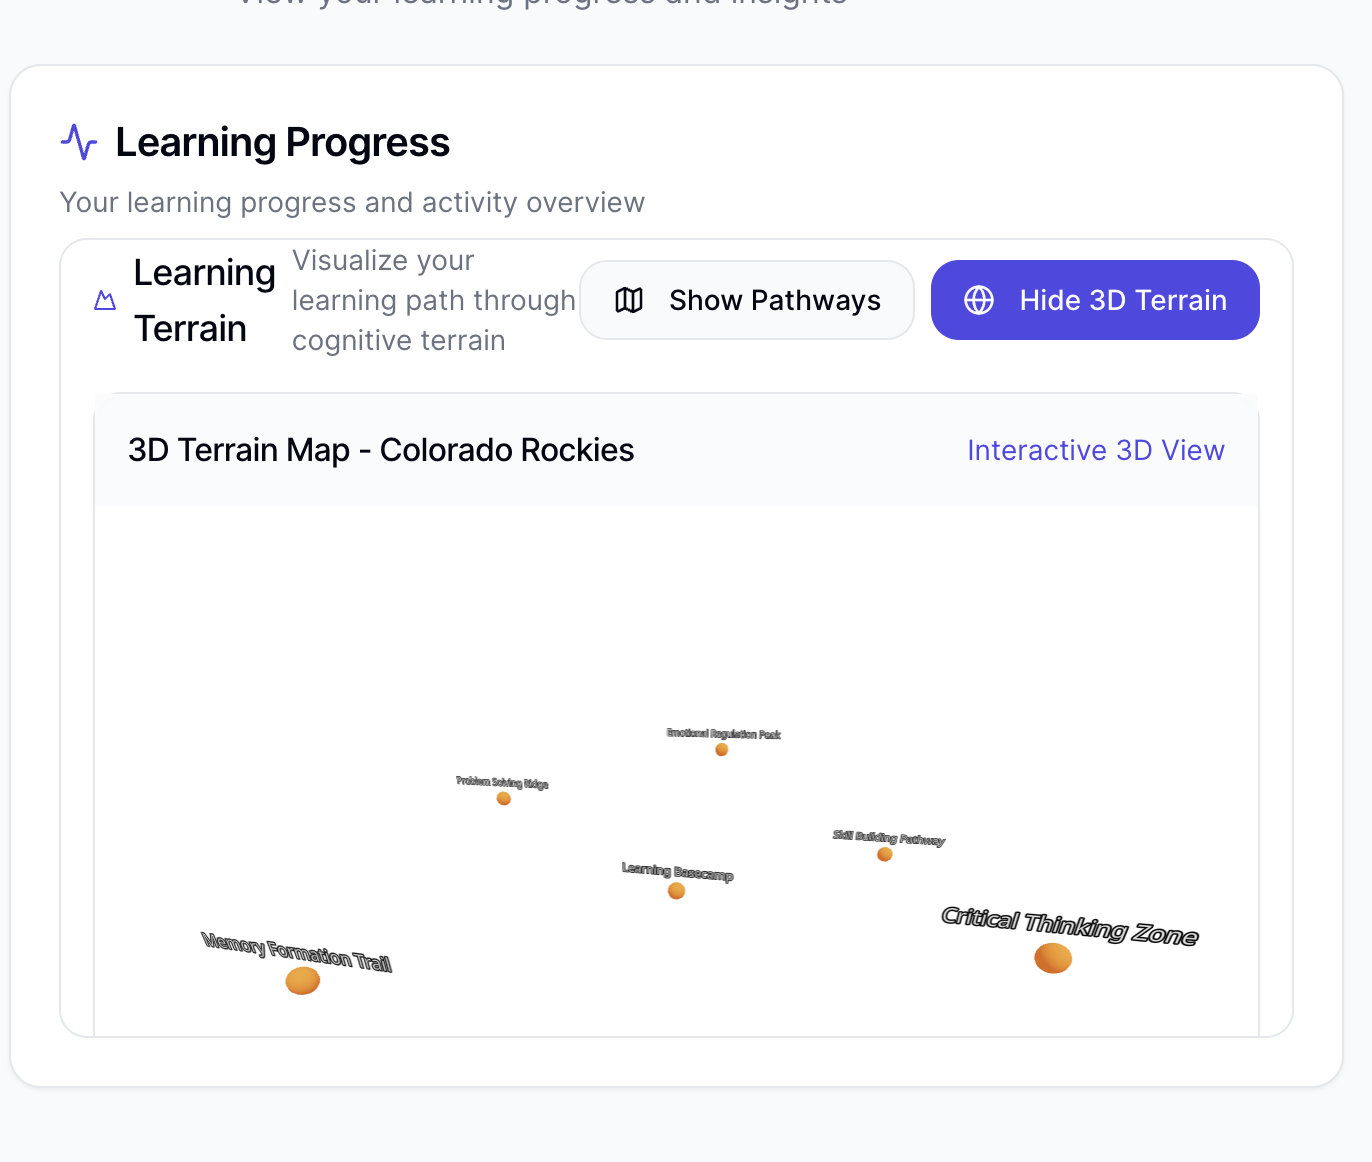 View your learning progress and insights
Learning Progress
Your learning progress and activity overview
Learning
Terrain
Visualize your
learning path through
cognitive terrain
Show Pathways
Hide 3D Terrain
3D Terrain Map - Colorado Rockies
Interactive 3D View
Emotional Regulation Peak
Problem Solving Ridge
Skill Building Pathway
Learning Basecamp
Critical Thinking Zone
Memory Formation Trail